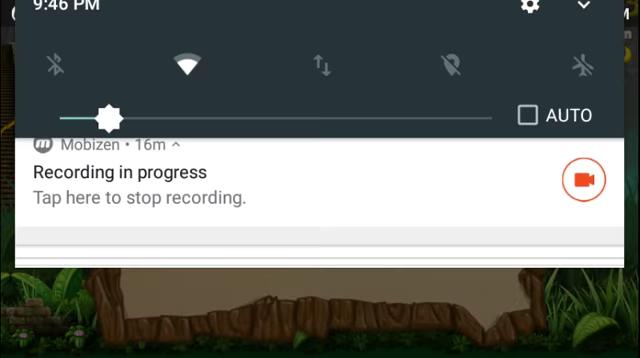 9:46 PM
AUTO
Mobizen • 16m
Recording in progress
Tap here to stop recording.